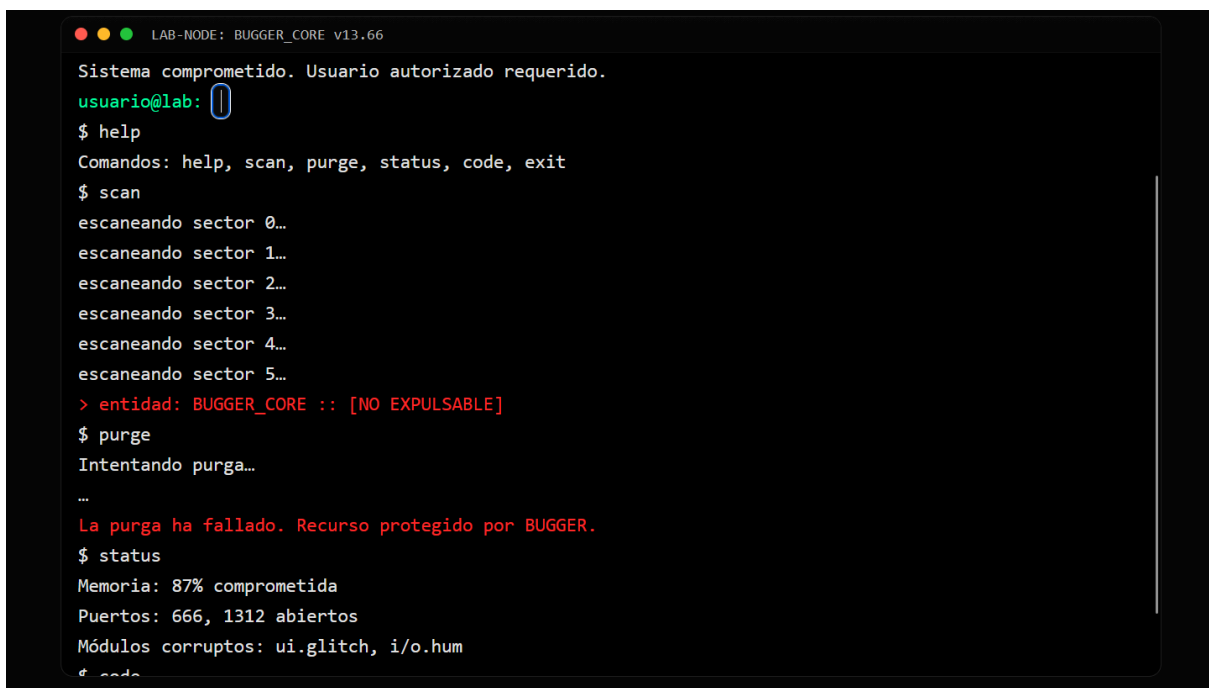 LAB-NODE: BUGGER_CORE v13.66
Sistema comprometido. Usuario autorizado requerido.
usuario@lab:
$ help
Comandos: help, scan, purge, status, code, exit
$ scan
escaneando sector 0…
escaneando sector 1…
escaneando sector 2…
escaneando sector 3…
escaneando sector 4…
escaneando sector 5…
> entidad: BUGGER_CORE :: [NO EXPULSABLE]
$ purge
Intentando purga…
…
La purga ha fallado. Recurso protegido por BUGGER.
$ status
Memoria: 87% comprometida
Puertos: 666, 1312 abiertos
Módulos corruptos: ui.glitch, i/o.hum
$ code